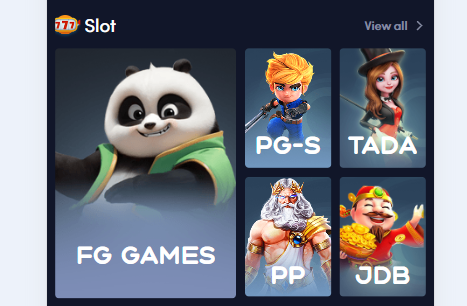 777 Slot
View all
FG GAMES
PG-S
TADA
PP
JDB